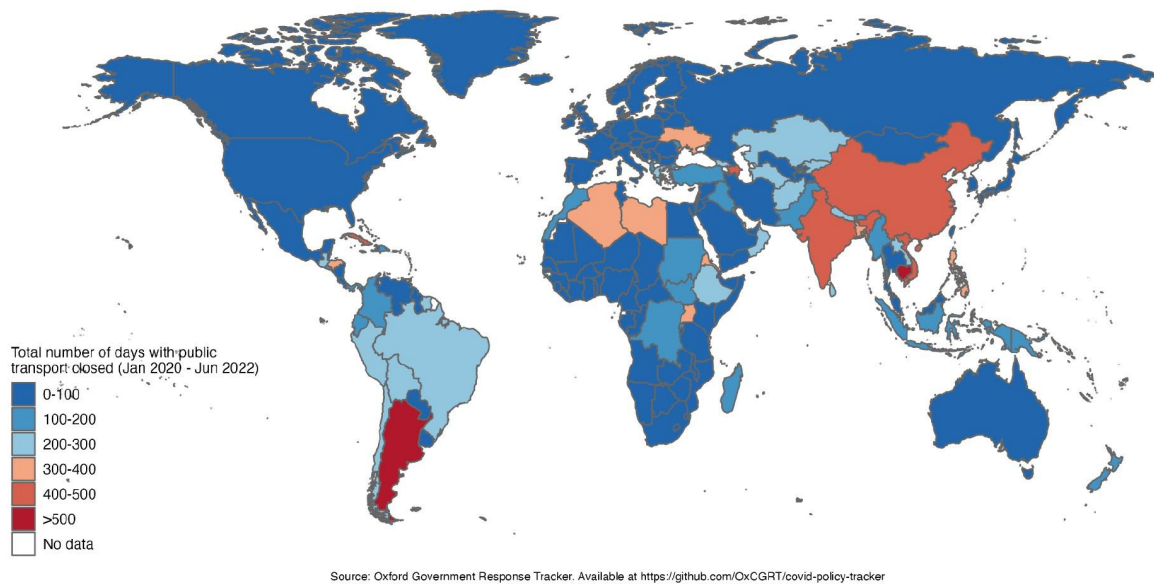 Total number of days with public
transport closed (Jan 2020 - Jun 2022)
0-100
100-200
200-300
300-400
400-500
>500
No data
Source: Oxford Government Response Tracker. Available at https://github.com/OxCGRT/covid-policy-tracker